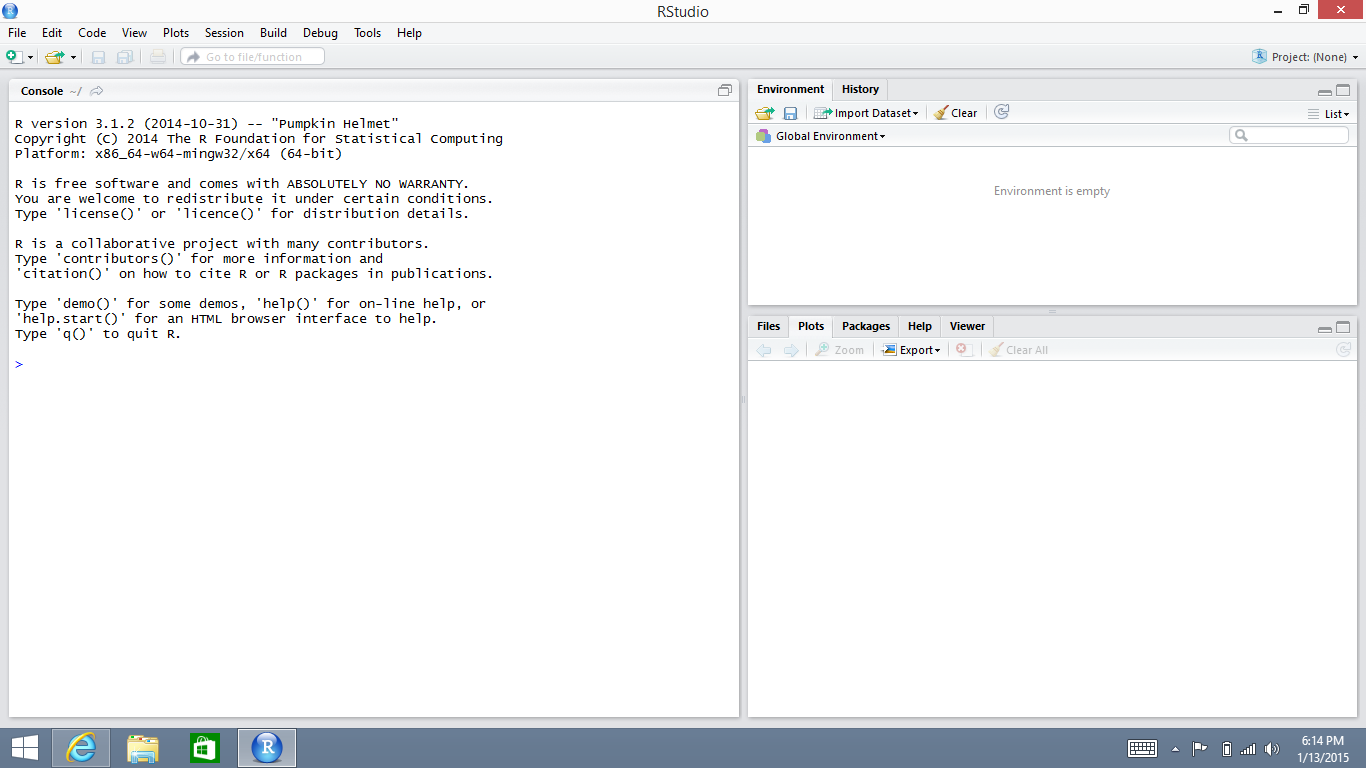 RStudio
File Edit Code View Plots Session Build Debug Tools Help
Go to file/function
Project: (None)
Console ~/
R version 3.1.2 (2014-10-31) -- "Pumpkin Helmet"
Copyright (C) 2014 The R Foundation for Statistical Computing
Platform: x86_64-w64-mingw32/x64 (64-bit)
R is free software and comes with ABSOLUTELY NO WARRANTY.
You are welcome to redistribute it under certain conditions.
Type 'license()' or 'licence()' for distribution details.
R is a collaborative project with many contributors.
Type 'contributors()' for more information and
'citation()' on how to cite R or R packages in publications.
Type 'demo()' for some demos, 'help()' for on-line help, or
'help.start()' for an HTML browser interface to help.
Type 'q()' to quit R.
>
Environment History
Import Dataset Clear List
Global Environment
Environment is empty
Files Plots Packages Help Viewer
Zoom Export Clear All
6:14 PM
1/13/2015